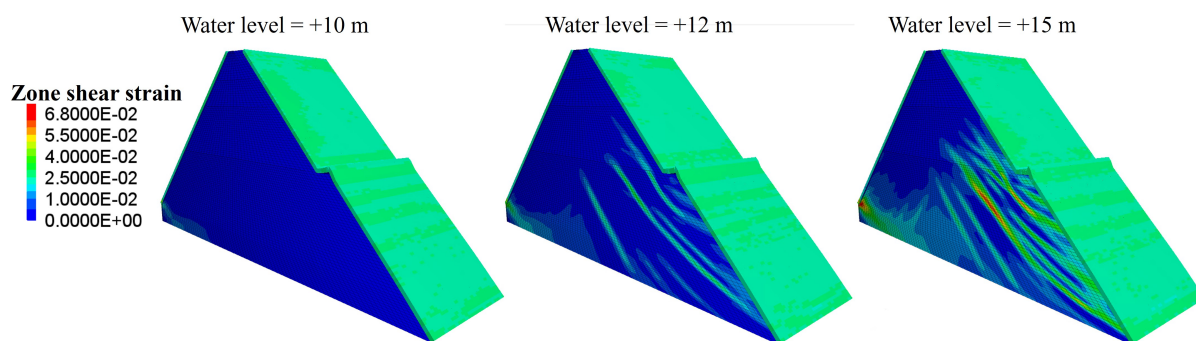 Water level = +10 m
Water level = +12 m
Water level = +15 m
Zone shear strain
6.8000E-02
5.5000E-02
4.0000E-02
2.5000E-02
1.0000E-02
0.0000E+00